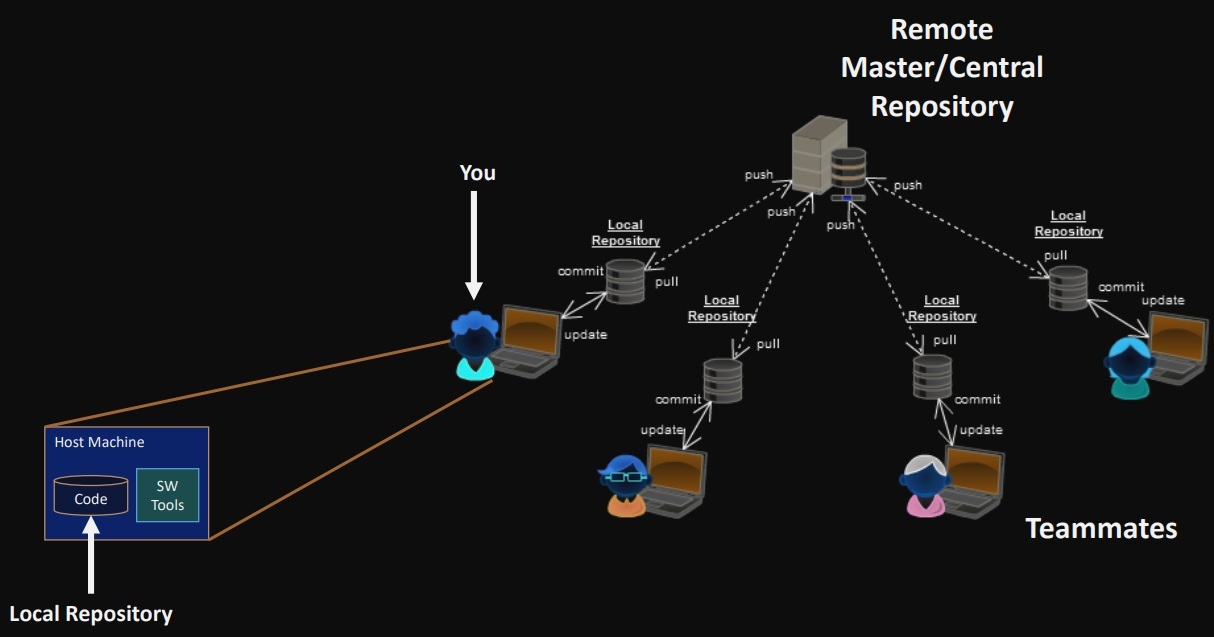 Remote
Master/Central
Repository
You
push
push
push
push
Local
Repository
commit
pull
update
Local
Repository
pull
commit
update
Local
Repository
pull
commit
update
Local
Repository
pull
commit
update
Host Machine
Code
SW
Tools
Teammates
Local Repository